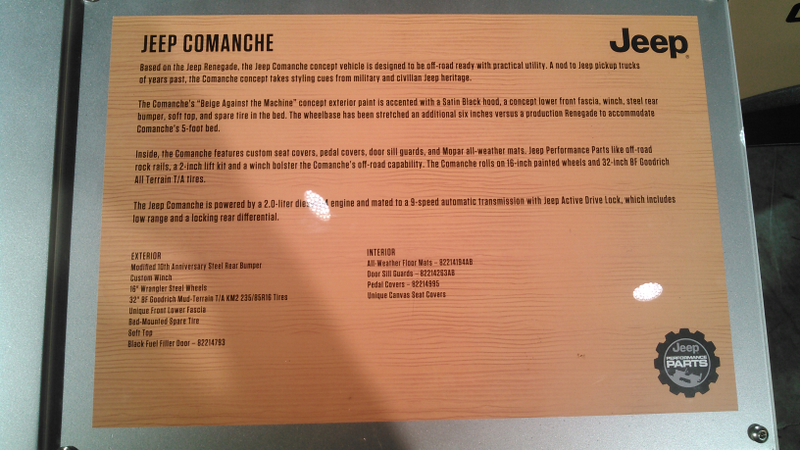 JEEP COMANCHE
Jeep
Based on the Jeep Renegade, the Jeep Comanche concept vehicle is designed to be off-road ready with practical utility. A nod to Jeep pickup trucks
of years past, the Comanche concept takes styling cues from military and civilian Jeep heritage.
The Comanche's "Beige Against the Machine" concept exterior paint is accented with a Satin Black hood, a concept lower front fascia, winch, steel rear
bumper, soft top, and spare tire in the bed. The wheelbase has been stretched an additional six inches versus a production Renegade to accommodate
Comanche's 5-foot bed.
Inside, the Comanche features custom seat covers, pedal covers, door sill guards, and Mopar all-weather mats. Jeep Performance Parts like off-road
rock rails, a 2-inch lift kit and a winch bolster the Comanche's off-road capability. The Comanche rolls on 16-inch painted wheels and 32-inch BF Goodrich
All Terrain T/A tires.
The Jeep Comanche is powered by a 2.0-liter engine and mated to a 9-speed automatic transmission with Jeep Active Drive Lock, which includes
low range and a locking rear differential.
EXTERIOR
Modified 10th Anniversary Steel Rear Bumper
Custom Winch
16" Wrangler Steel Wheels
32" BF Goodrich Mud-Terrain T/A KM2 235/85R16 Tires
Unique Front Lower Fascia
Bed-Mounted Spare Tire
Soft Top
Black Fuel Filler Door – 82214793
INTERIOR
All-Weather Floor Mats – 82214154AB
Door Sill Guards – 82214283AB
Pedal Covers – 82214995
Unique Canvas Seat Covers
Jeep
PERFORMANCE
PARTS